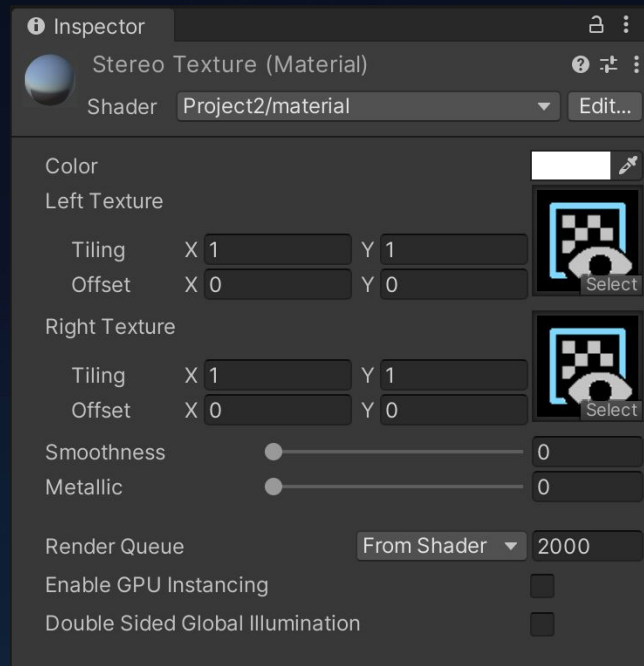 Inspector
Stereo Texture (Material)
Shader Project2/material Edit...
Color
Left Texture
Tiling X 1 Y 1
Offset X 0 Y 0
Select
Right Texture
Tiling X 1 Y 1
Offset X 0 Y 0
Select
Smoothness 0
Metallic 0
Render Queue From Shader 2000
Enable GPU Instancing
Double Sided Global Illumination